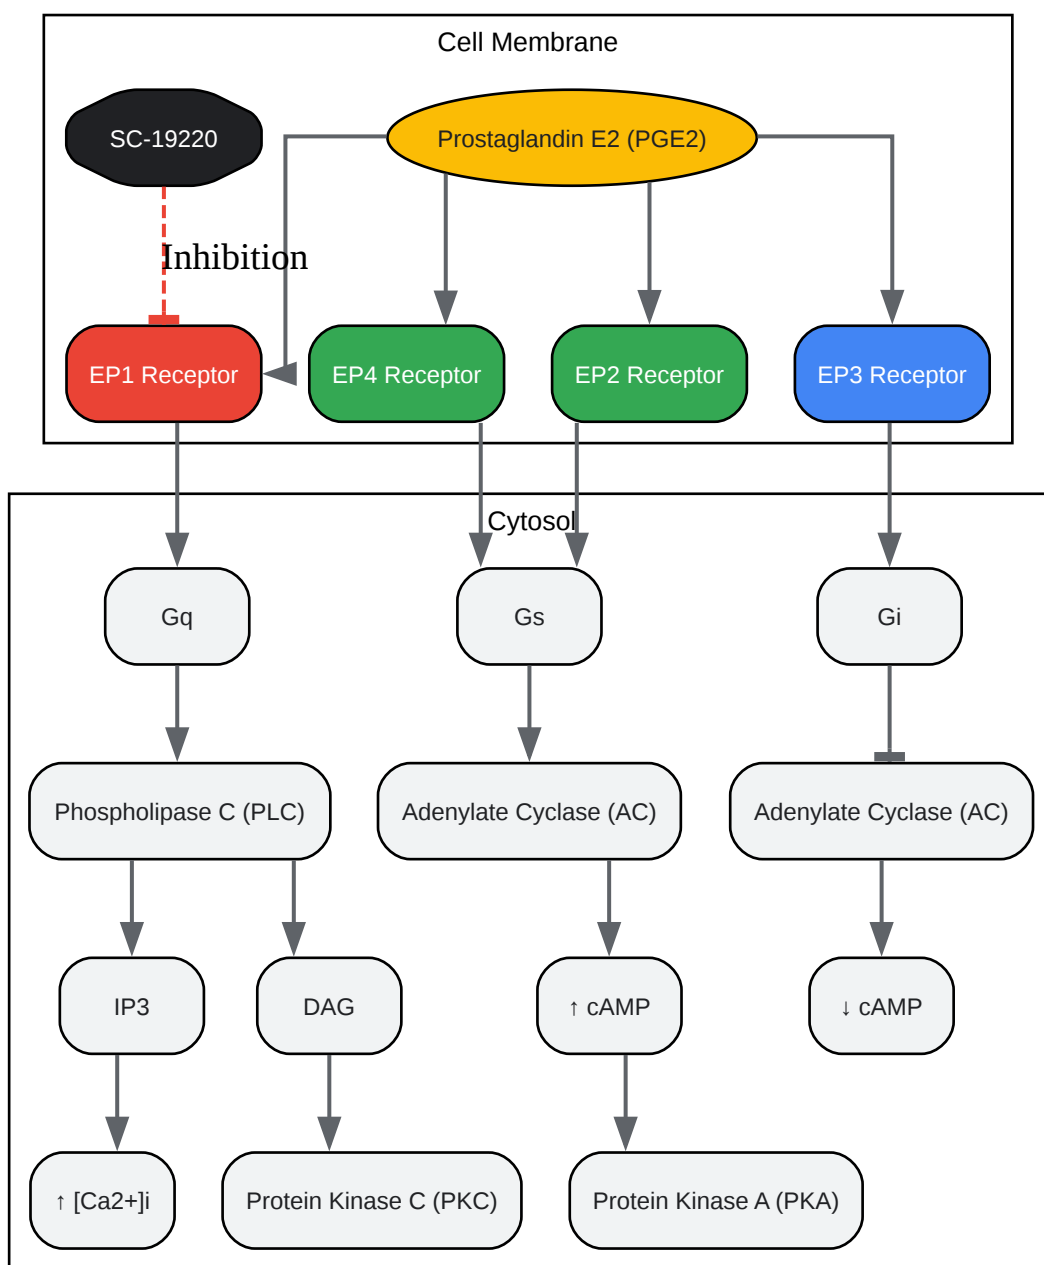 Cell Membrane
SC-19220
Prostaglandin E2 (PGE2)
Inhibition
EP1 Receptor
EP4 Receptor
EP2 Receptor
EP3 Receptor
Cytosol
Gq
Gs
Gi
Phospholipase C (PLC)
Adenylate Cyclase (AC)
Adenylate Cyclase (AC)
IP3
DAG
↑ cAMP
↓ cAMP
↑ [Ca2+]i
Protein Kinase C (PKC)
Protein Kinase A (PKA)